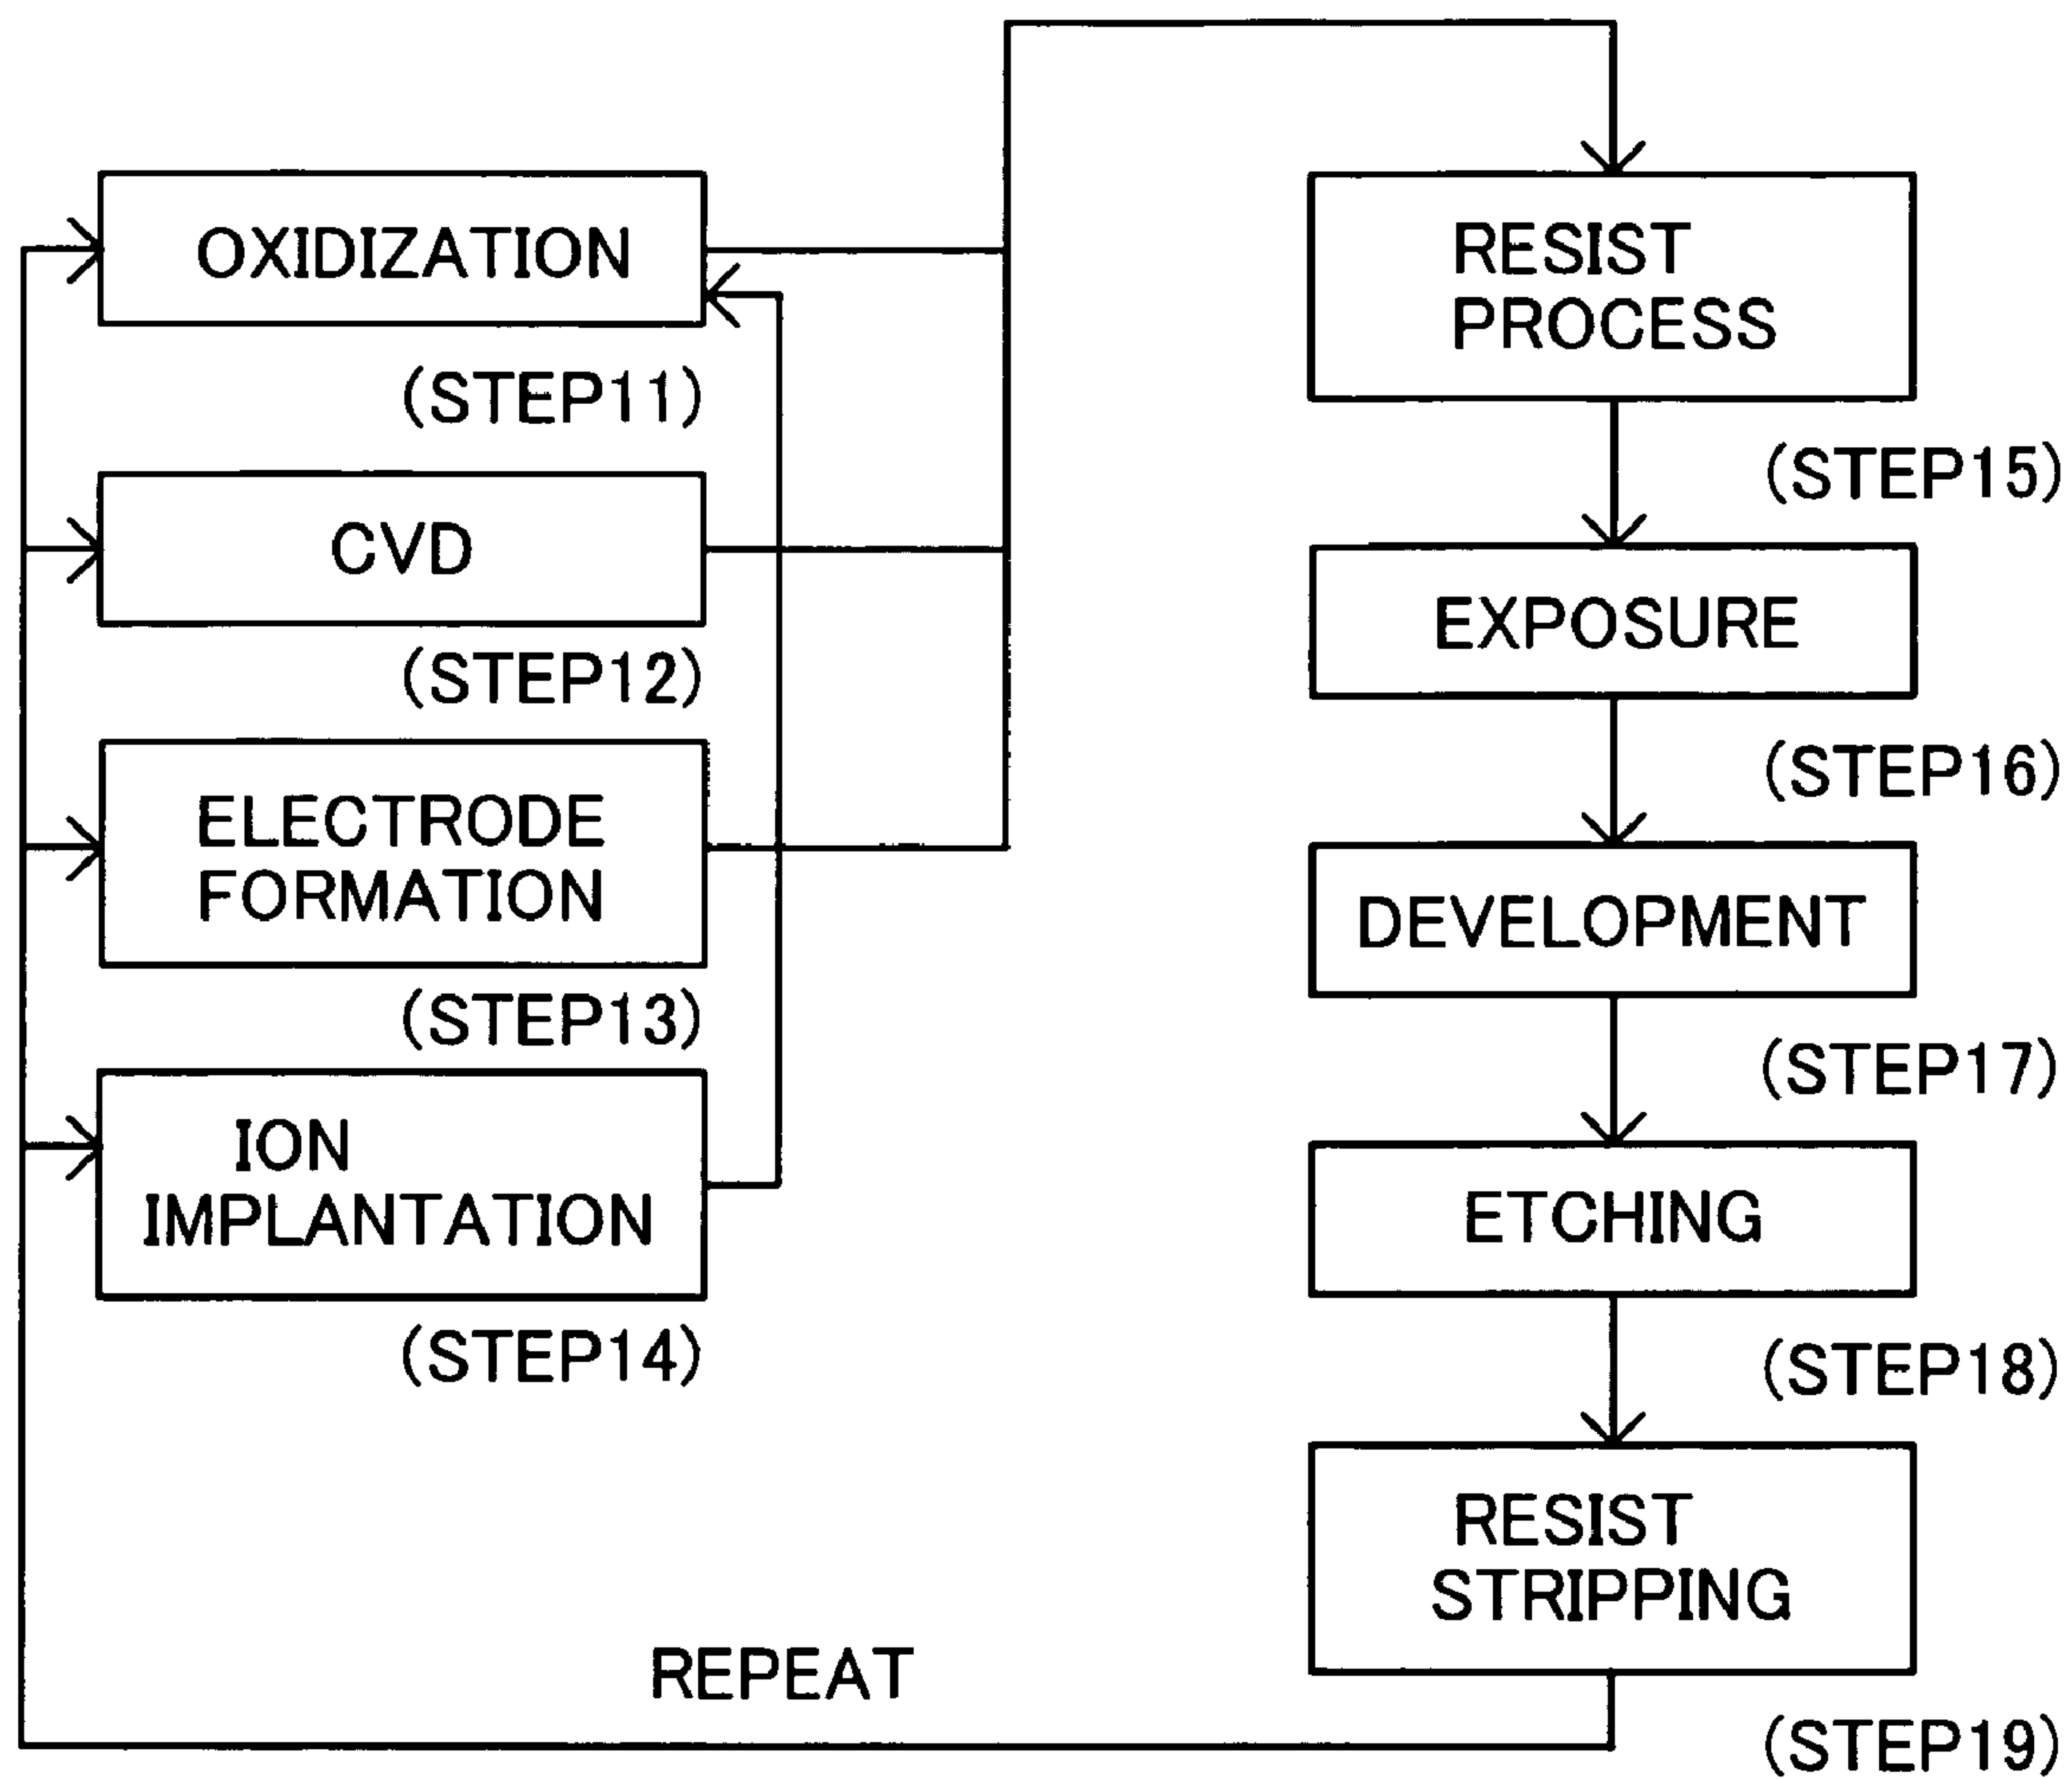 OXIDIZATION
(STEP11)
CVD
(STEP12)
ELECTRODE
FORMATION
(STEP13)
ION
IMPLANTATION
(STEP14)
RESIST
PROCESS
(STEP15)
EXPOSURE
(STEP16)
DEVELOPMENT
(STEP17)
ETCHING
(STEP18)
RESIST
STRIPPING
(STEP19)
REPEAT